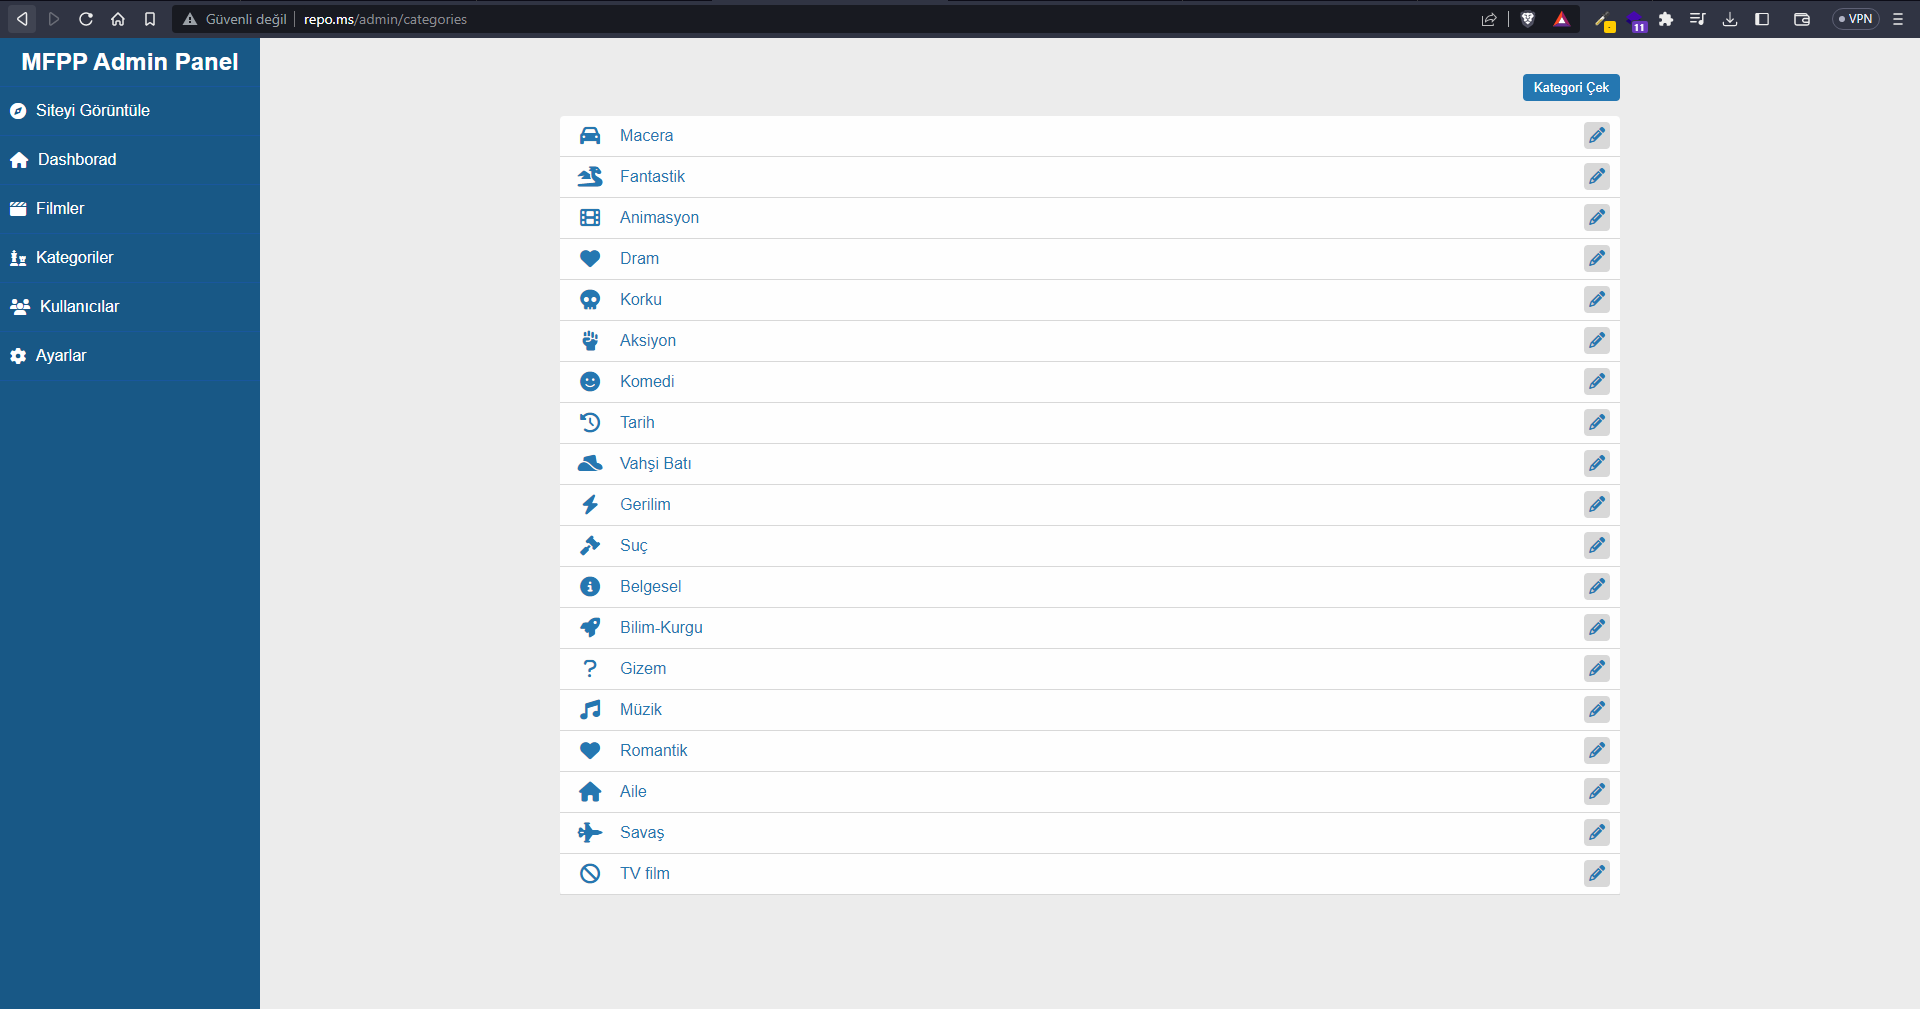 Güvenli değil repo.ms/admin/categories
11
VPN
MFPP Admin Panel
Siteyi Görüntüle
Dashborad
Filmler
Kategoriler
Kullanıcılar
Ayarlar
Kategori Çek
Macera
Fantastik
Animasyon
Dram
Korku
Aksiyon
Komedi
Tarih
Vahşi Batı
Gerilim
Suç
Belgesel
Bilim-Kurgu
Gizem
Müzik
Romantik
Aile
Savaş
TV film